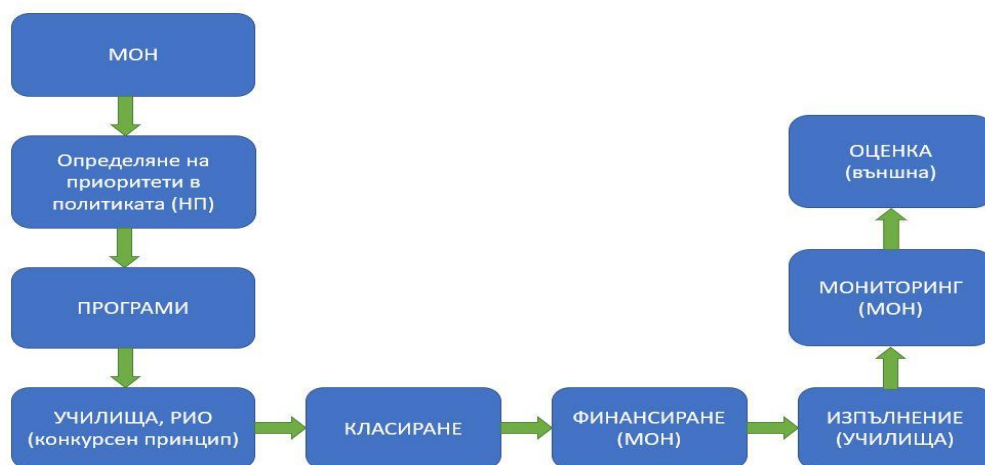 МОН
Определяне на
приоритети в
политиката (НП)
ПРОГРАМИ
УЧИЛИЩА, РИО
(конкурсен принцип)
КЛАСИРАНЕ
ФИНАНСИРАНЕ
(МОН)
ИЗПЪЛНЕНИЕ
(УЧИЛИЩА)
МОНИТОРИНГ
(МОН)
ОЦЕНКА
(външна)